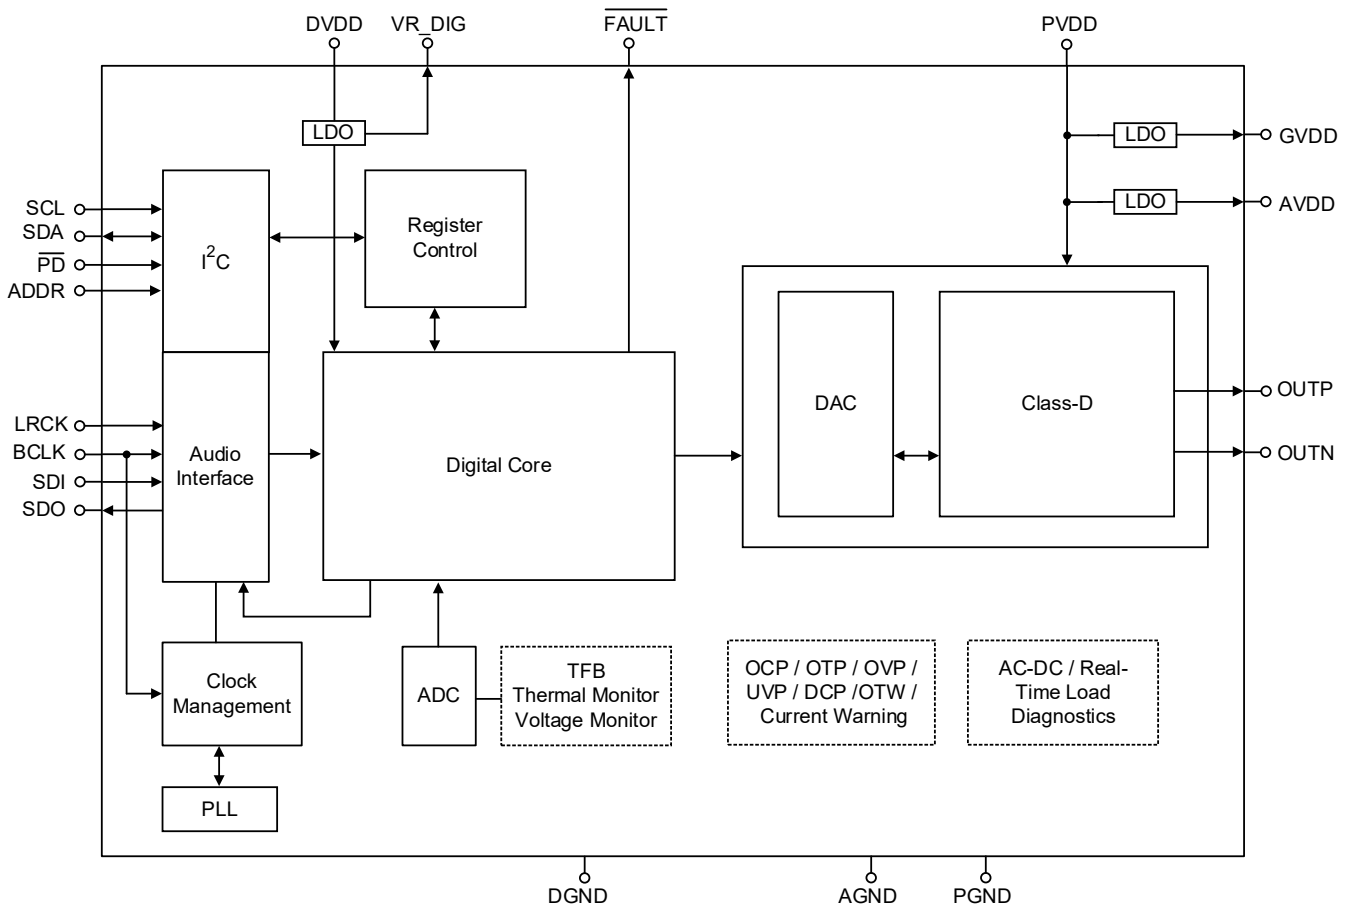 DVDD
VR_DIG
FAULT
PVDD
LDO
LDO
GVDD
LDO
AVDD
SCL
SDA
PD
ADDR
I²C
Register
Control
DAC
Class-D
OUTP
OUTN
LRCK
BCLK
SDI
SDO
Audio
Interface
Digital Core
Clock
Management
ADC
TFB
Thermal Monitor
Voltage Monitor
OCP / OTP / OVP /
UVP / DCP /OTW /
Current Warning
AC-DC / Real-
Time Load
Diagnostics
PLL
DGND
AGND
PGND